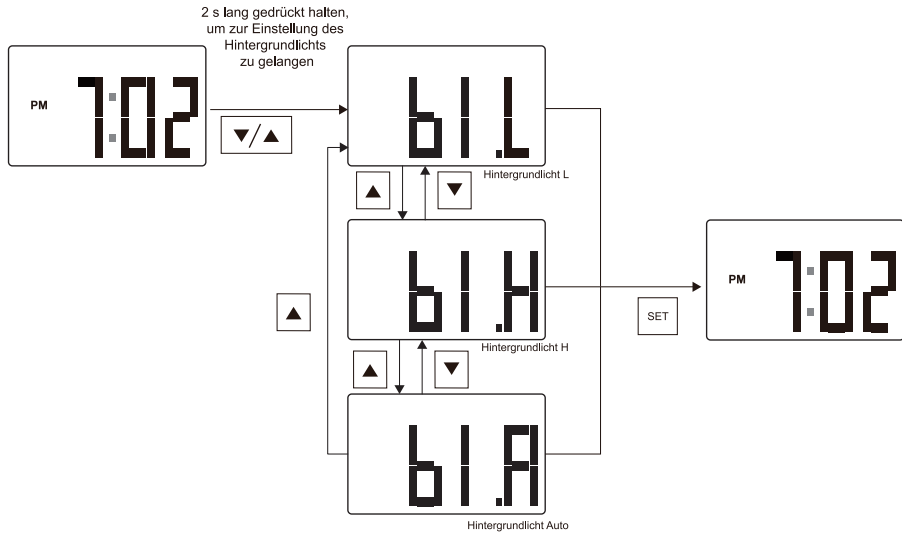 2 s lang gedrückt halten,
um zur Einstellung des
Hintergrundlichts
zu gelangen
PM 7:02
▼/▲
bl.L
Hintergrundlicht L
▲ ▼
bl.H
Hintergrundlicht H
▲
SET
PM 7:02
▲ ▼
bl.A
Hintergrundlicht Auto